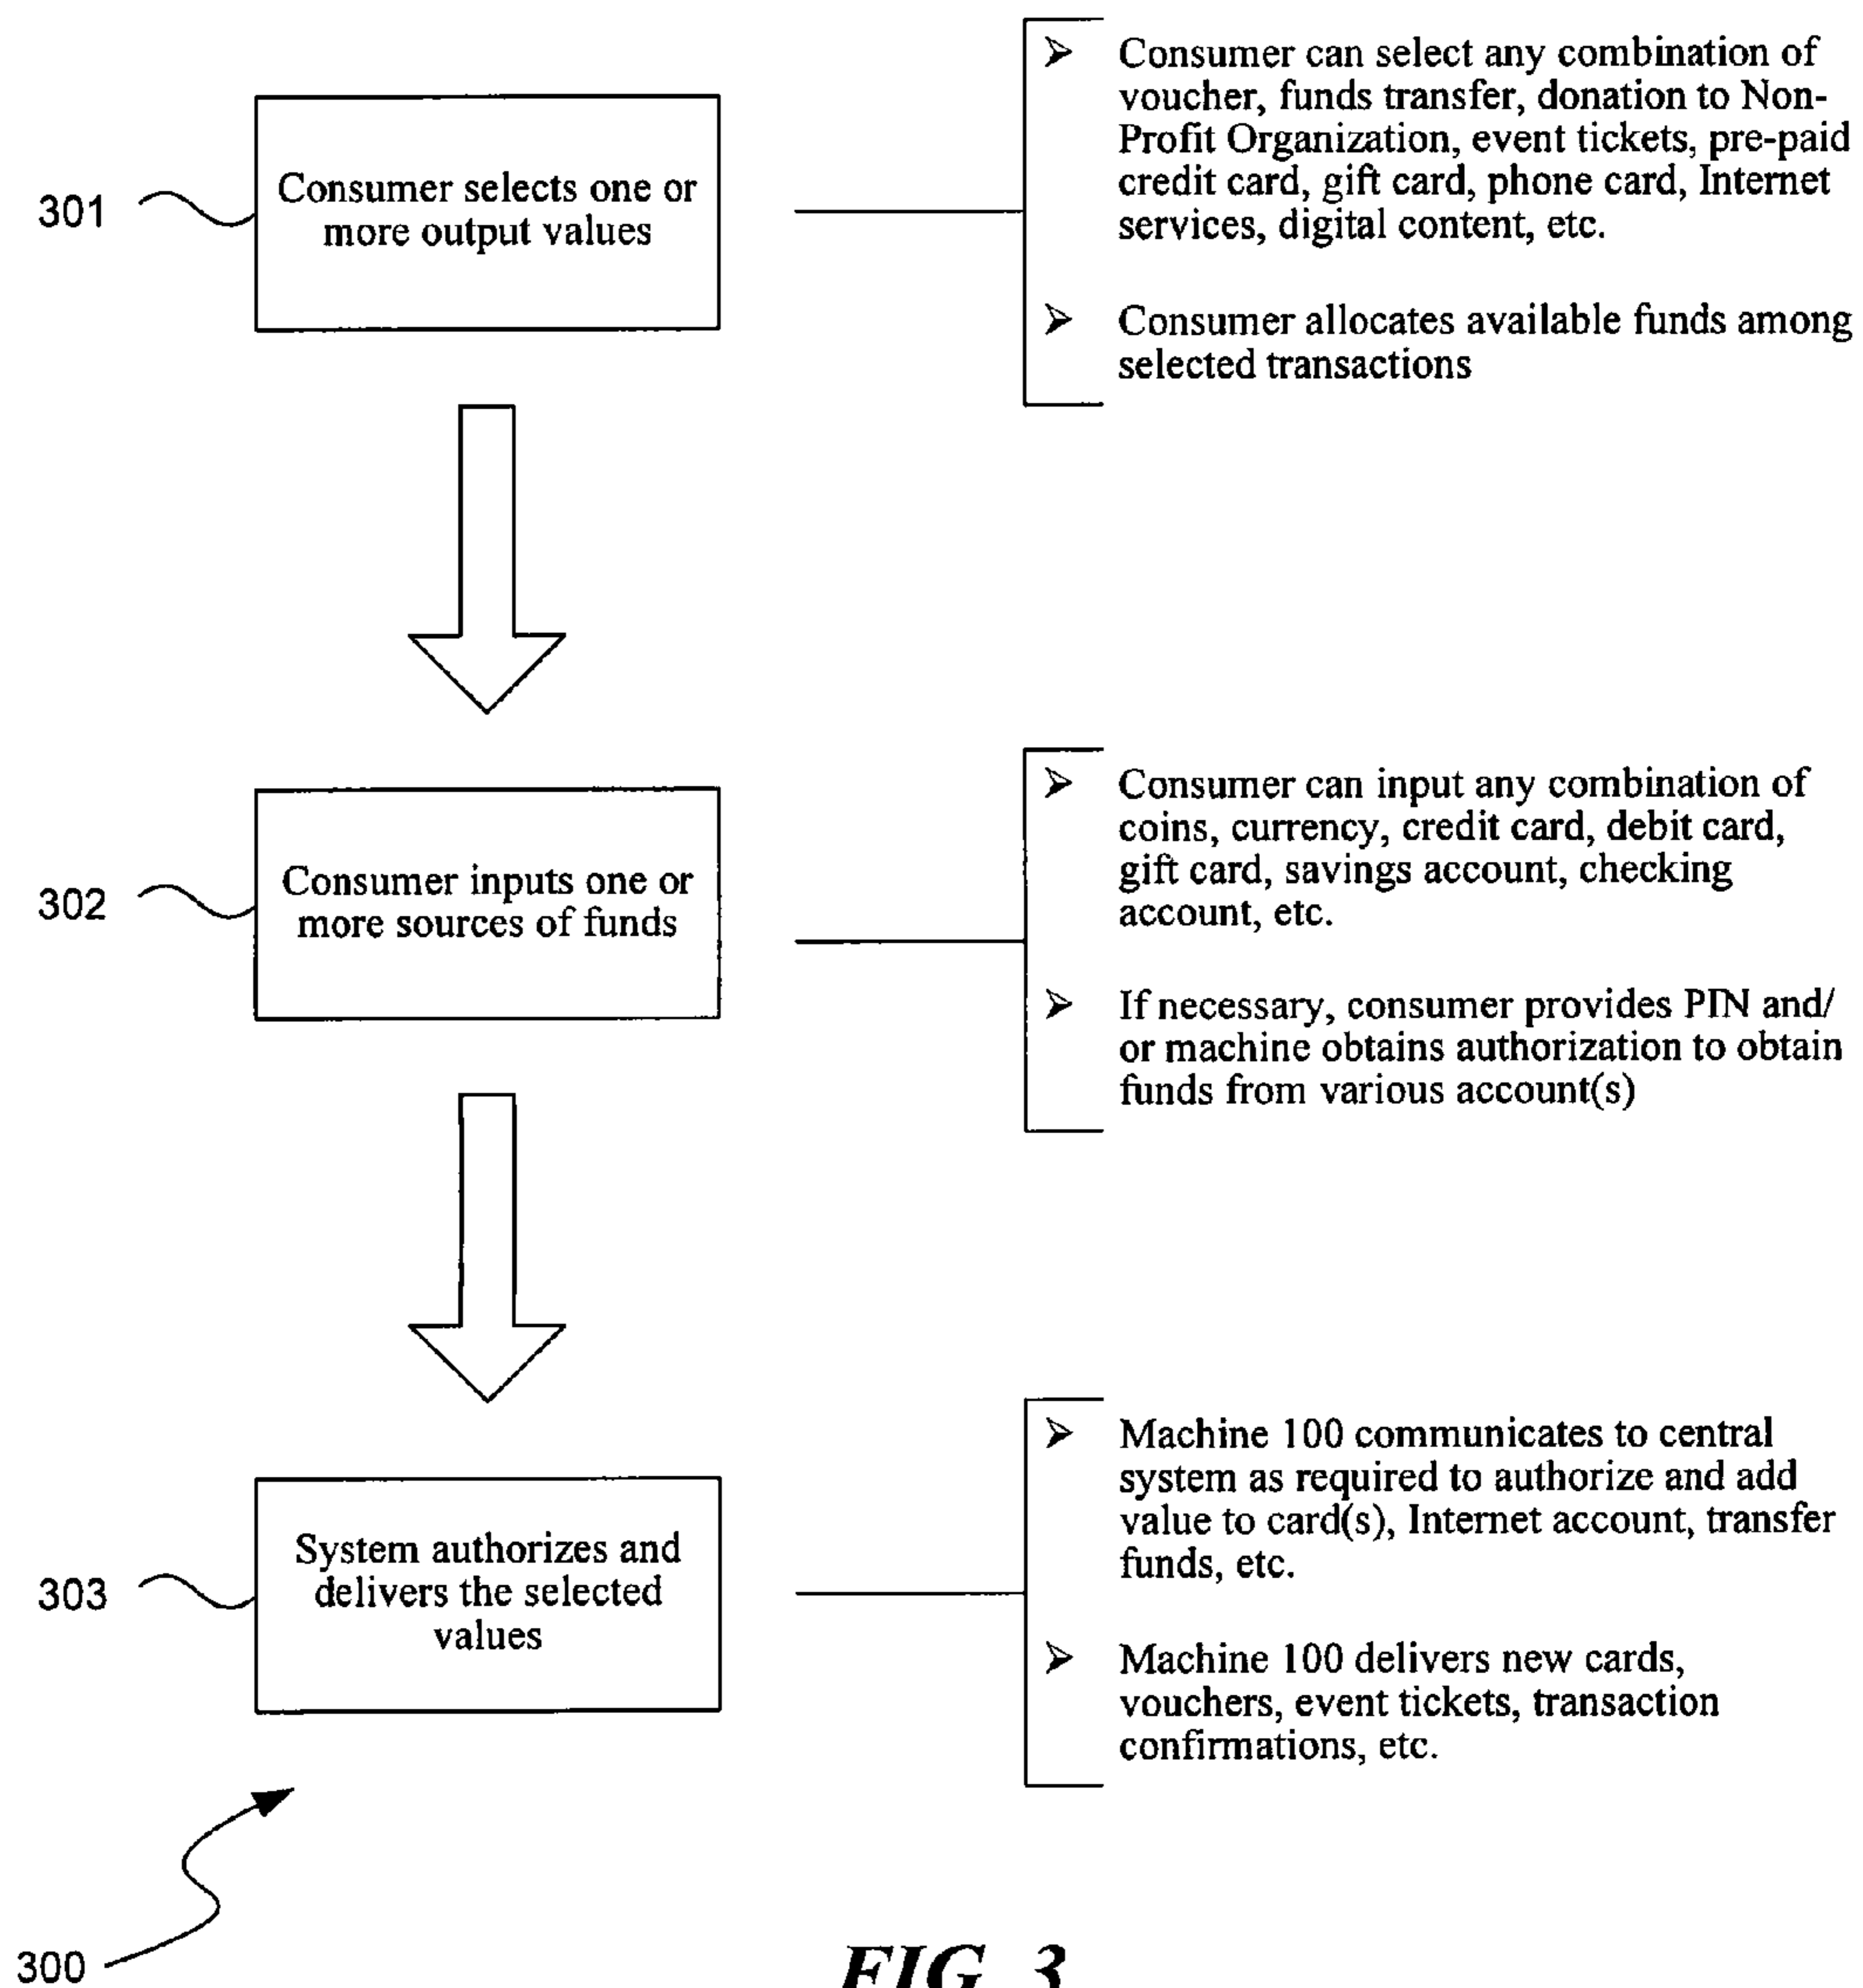 301
Consumer selects one or
more output values
➢ Consumer can select any combination of
voucher, funds transfer, donation to Non-
Profit Organization, event tickets, pre-paid
credit card, gift card, phone card, Internet
services, digital content, etc.
➢ Consumer allocates available funds among
selected transactions
302
Consumer inputs one or
more sources of funds
➢ Consumer can input any combination of
coins, currency, credit card, debit card,
gift card, savings account, checking
account, etc.
➢ If necessary, consumer provides PIN and/
or machine obtains authorization to obtain
funds from various account(s)
303
System authorizes and
delivers the selected
values
➢ Machine 100 communicates to central
system as required to authorize and add
value to card(s), Internet account, transfer
funds, etc.
➢ Machine 100 delivers new cards,
vouchers, event tickets, transaction
confirmations, etc.
300
FIG. 3